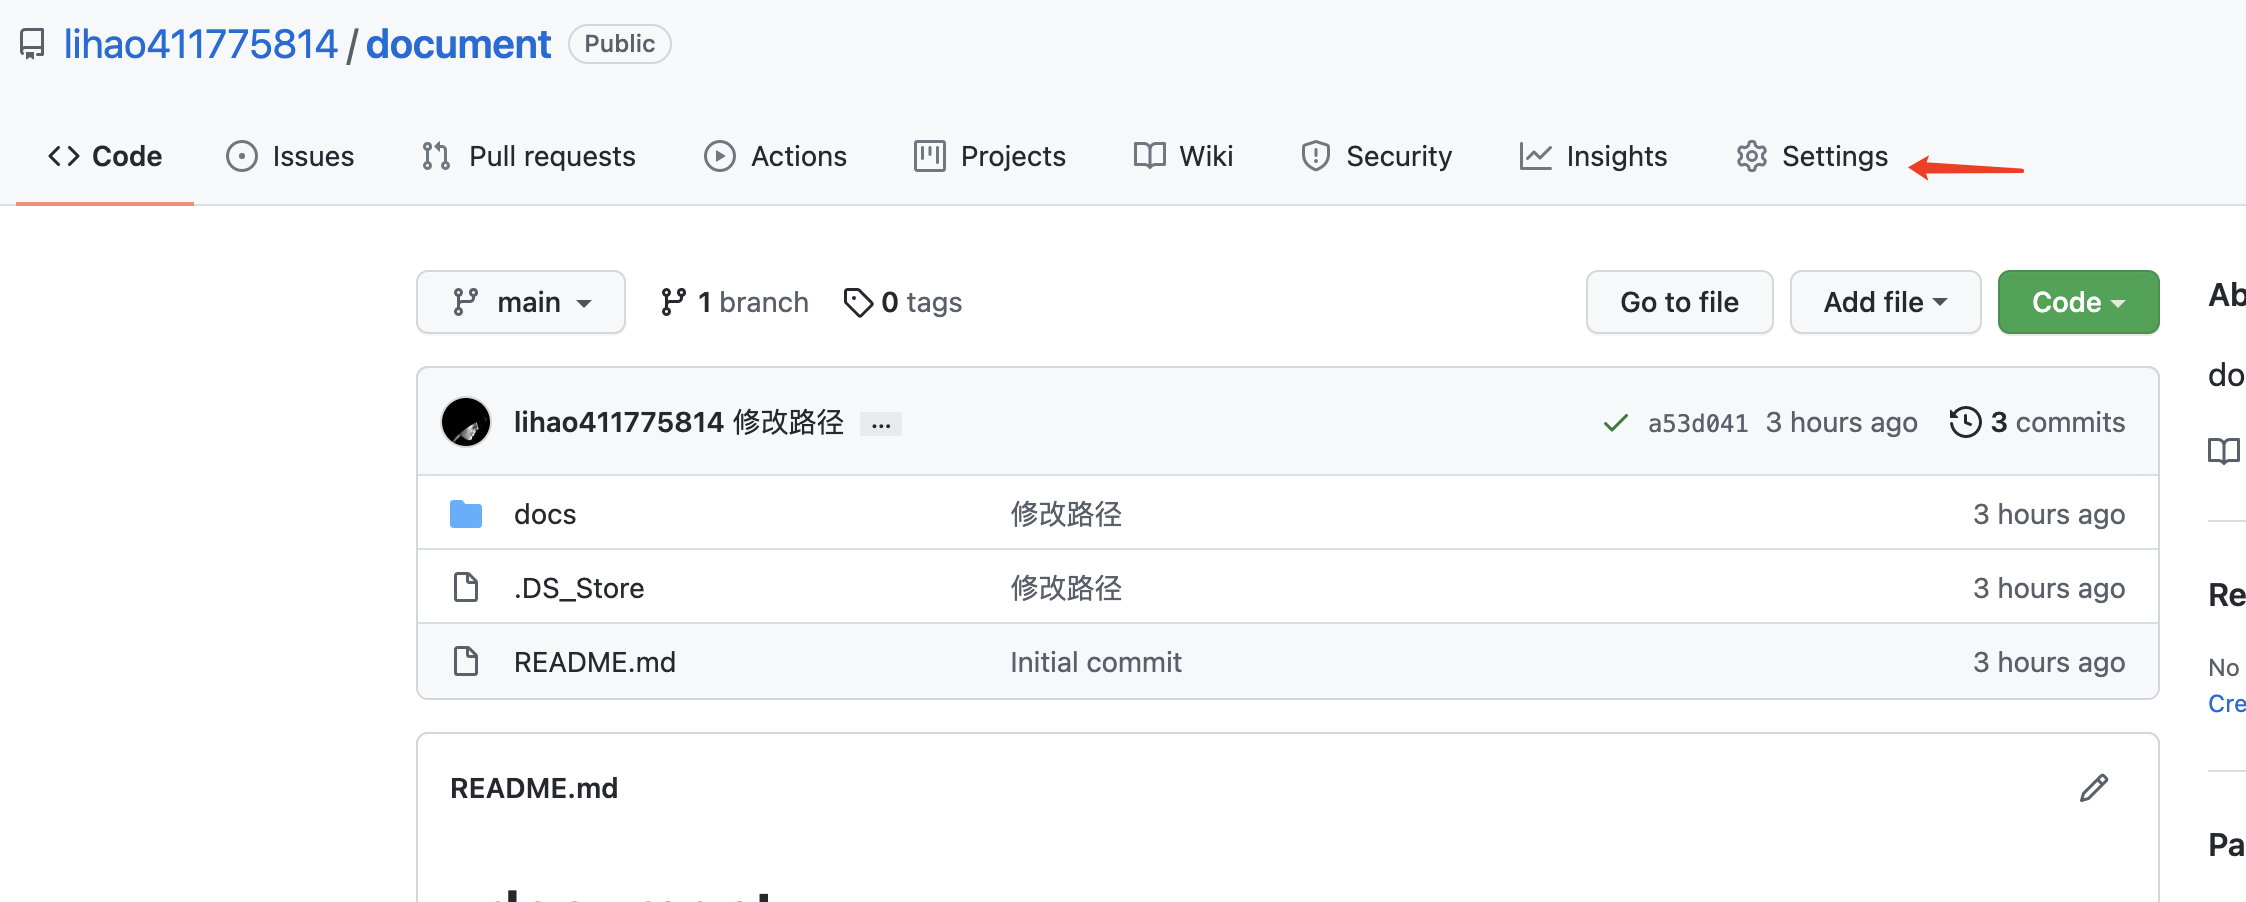 lihao411775814 / document Public
Code Issues Pull requests Actions Projects Wiki Security Insights Settings
main 1 branch 0 tags Go to file Add file Code
lihao411775814 修改路径 ... a53d041 3 hours ago 3 commits
docs 修改路径 3 hours ago
.DS_Store 修改路径 3 hours ago
README.md Initial commit 3 hours ago
README.md
Ab
do
Re
No
Cre
Pa